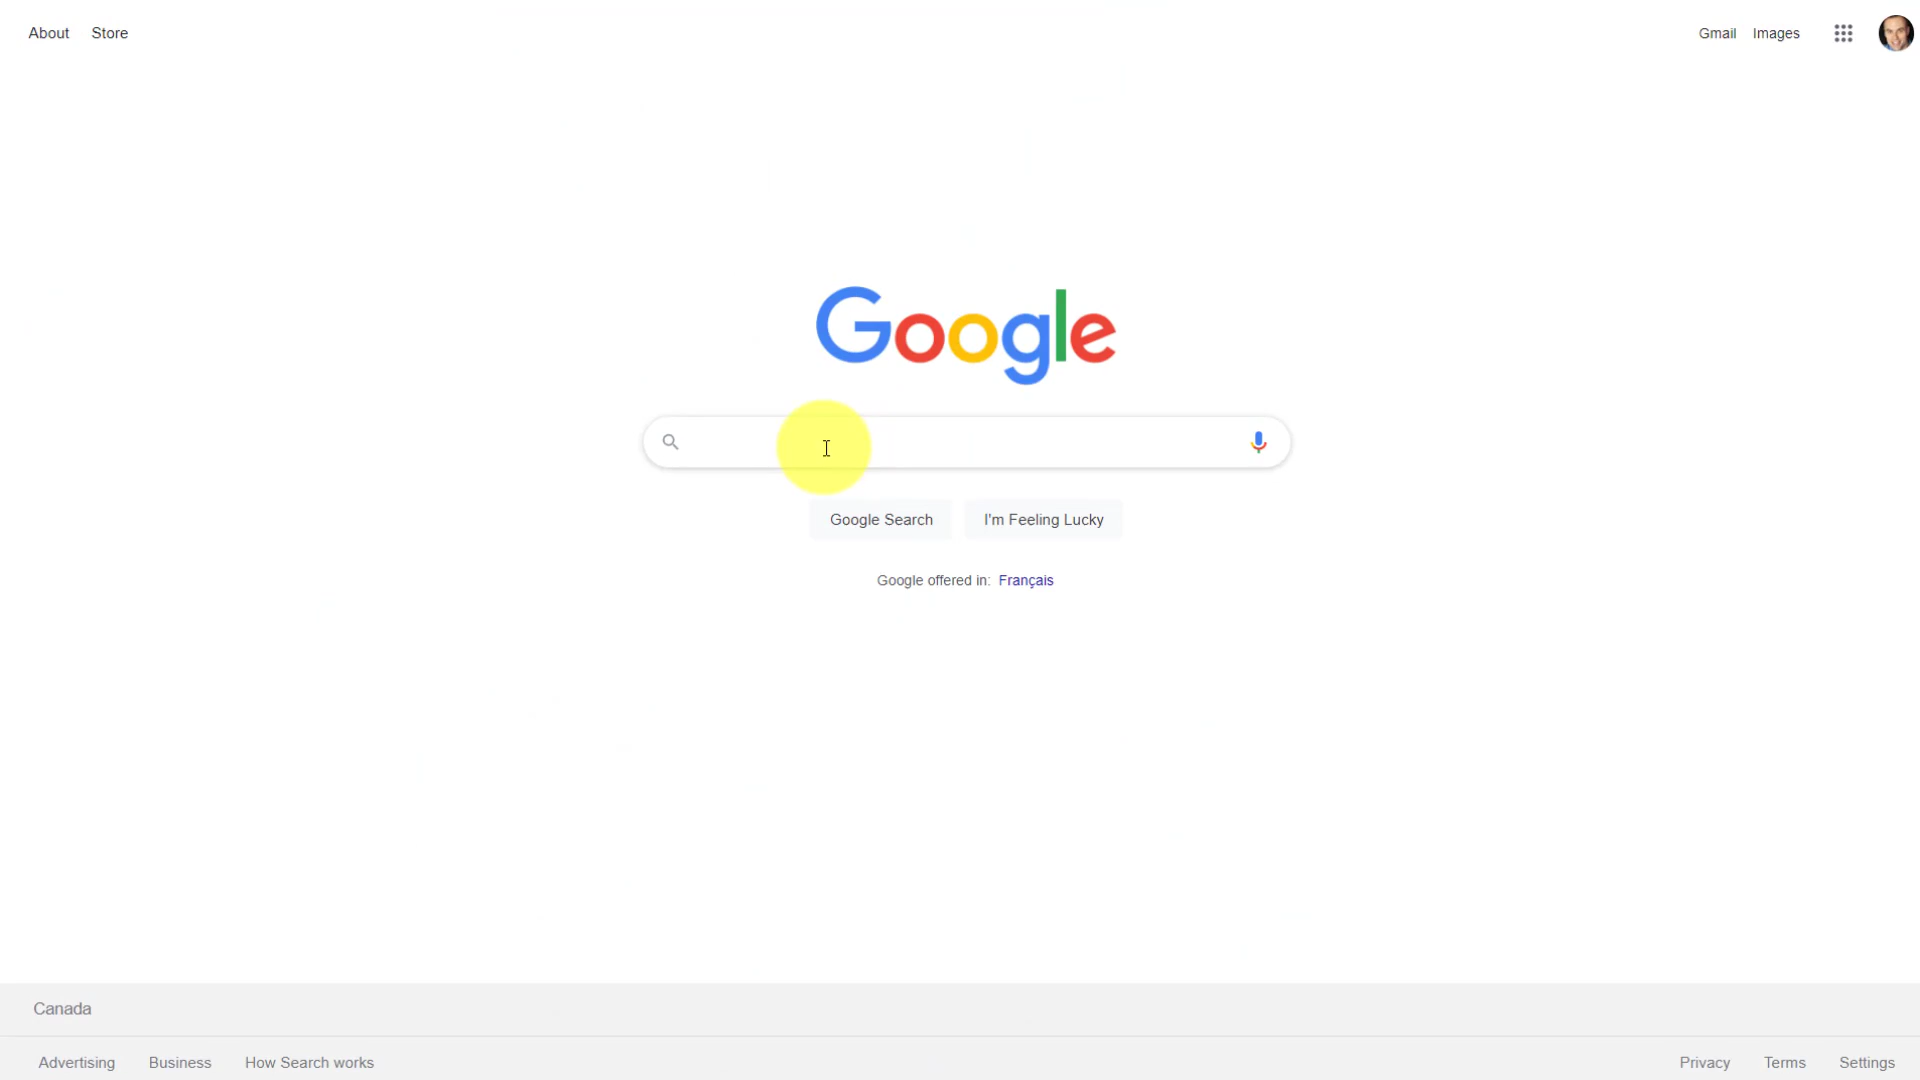 About Store
Gmail Images
Google
Google Search I'm Feeling Lucky
Google offered in: Français
Canada
Advertising Business How Search works
Privacy Terms Settings